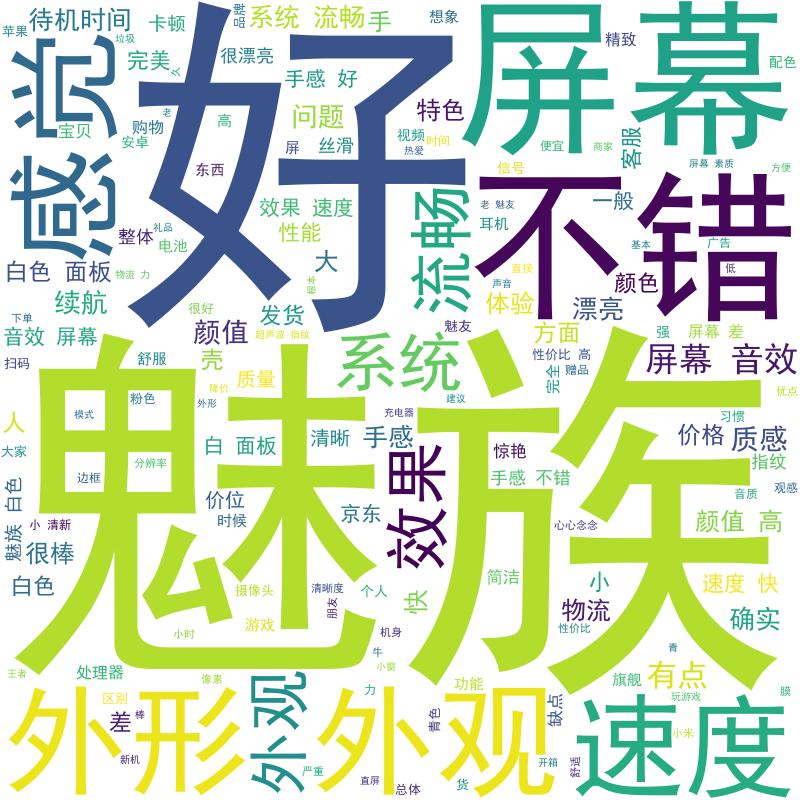 苹果
待机时间
卡顿
品牌
系统 流畅
手
想象
屏幕
精致
配色
垃圾
完美
很漂亮
手感 好
好
感觉
亮
宝贝
购物
安卓
高
问题
特色
视频
时间
热爱
屏
丝滑
客服
便宜
商家
屏幕 素质
方便
信号
东西
不错
流畅
效果 速度
性能
礼品
电池
整体
老 魅友
耳机
一般
基本
广告
低
白色 面板
物流 力
大
根本
直接
声音
颜色
续航
很好
发货
体验
漂亮
下单
音效 屏幕
颜值
超声波 指纹
魅友
方面
强
屏幕 差
扫码
舒服
壳
系统
性价比 高
屏幕 音效
质量
降价
完全
赠品
建议
优点
人
粉色
外形
模式
充电器
习惯
魅族
大家
白 面板
清晰
手感
惊艳
价格
质感
分辨率
边框
效果
手感 不错
指纹
音质
观感
魅族 白色
小 清新
价位
时候
京东
心心念念
颜值 高
很棒
白色
摄像头
清晰度
个人
简洁
小
速度 快
朋友
快
物流
确实
游戏
机身
性价比
小时
牛
青
王者
处理器
小窗
像素
外观
功能
旗舰
有点
玩游戏
膜
外形
区别
差
棒
力
外观
青色
缺点
速度
小米
新机
严重
直屏
总体
货
开箱
舒适